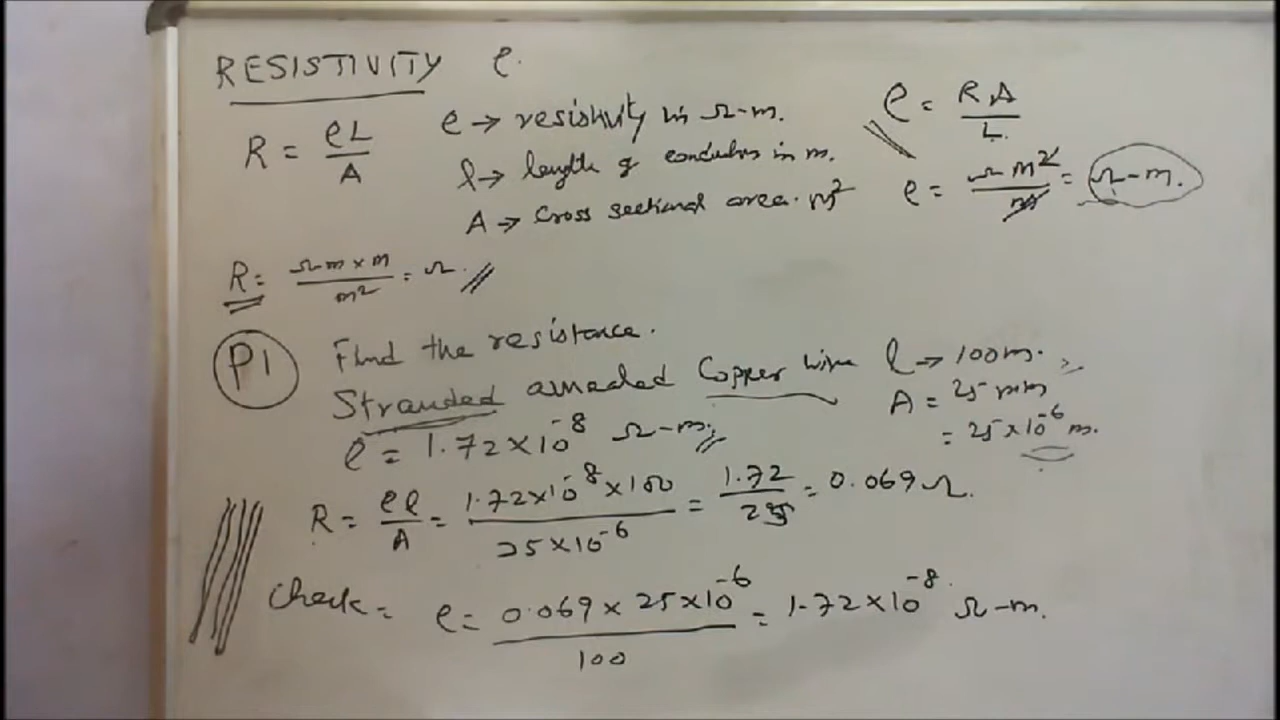 RESISTIVITY ρ.
R = ρL/A
ρ → resistivity in Ω-m.
l → length of conductor in m.
A → Cross sectional area. m²
ρ = R.A/L.
ρ = Ω m²/m = Ω-m.
R = Ωm×m/m² = Ω.
P1 Find the resistance.
Stranded annealed Copper wire l → 100m.
A = 25 mm
= 25×10⁻⁶ m.
ρ = 1.72×10⁻⁸ Ω-m.
R = ρl/A = 1.72×10⁻⁸×100/25×10⁻⁶ = 1.72/25 = 0.069 Ω.
Check = ρ = 0.069 × 25×10⁻⁶/100 = 1.72×10⁻⁸ Ω-m.